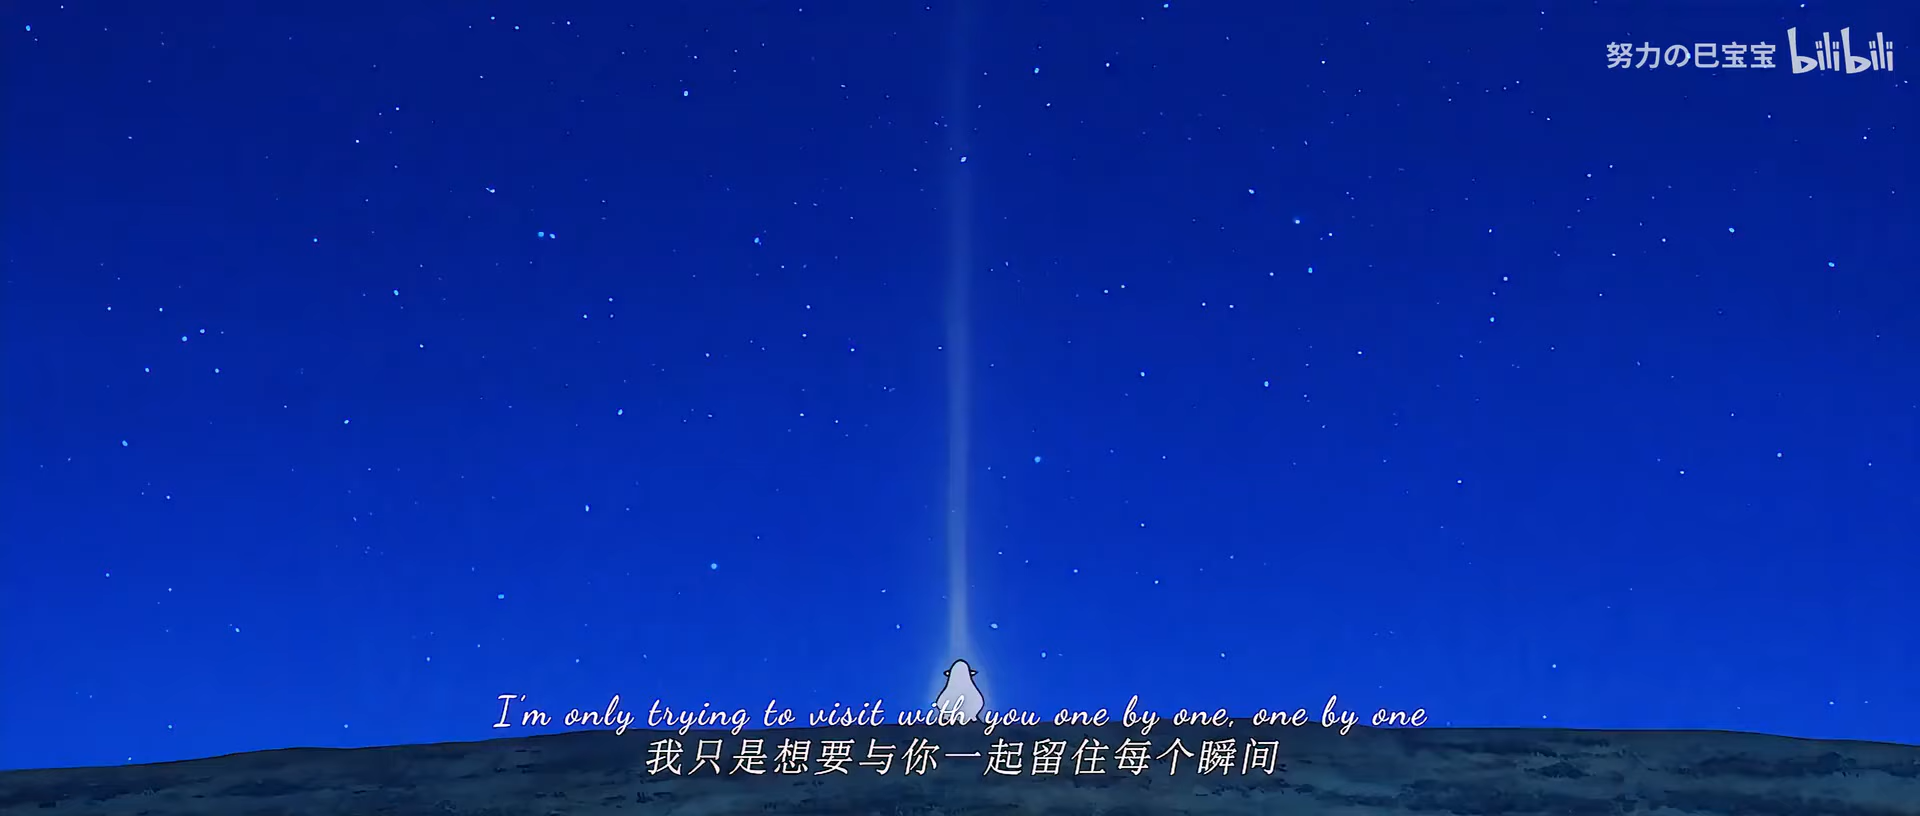 努力の巳宝宝 bilibili
I'm only trying to visit with you one by one, one by one
我只是想要与你一起留住每个瞬间